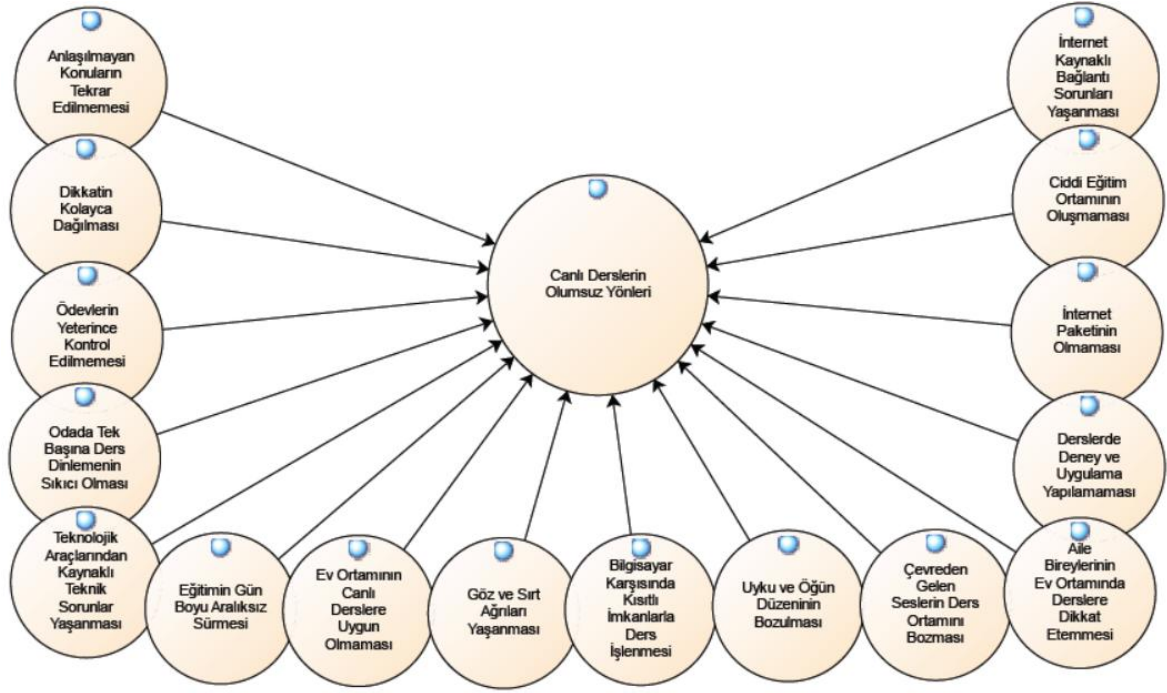 Anlaşılmayan
Konuların
Tekrar
Edilmemesi
Dikkatin
Kolayca
Dağılması
Ödevlerin
Yeterince
Kontrol
Edilmemesi
Odada Tek
Başına Ders
Dinlemenin
Sıkıcı Olması
Teknolojik
Araçlarından
Kaynaklı
Teknik
Sorunlar
Yaşanması
Eğitimin Gün
Boyu Aralıksız
Sürmesi
Ev Ortamının
Canlı
Derslere
Uygun
Olmaması
Göz ve Sırt
Ağrıları
Yaşanması
Bilgisayar
Karşısında
Kısıtlı
İmkanlarla
Ders
İşlenmesi
Uyku ve Öğün
Düzeninin
Bozulması
Çevreden
Gelen
Seslerin Ders
Ortamını
Bozması
Aile
Bireylerinin
Ev Ortamında
Derslere
Dikkat
Etemmesi
Derslerde
Deney ve
Uygulama
Yapılamaması
İnternet
Paketinin
Olmaması
Ciddi Eğitim
Ortamının
Oluşmaması
İnternet
Kaynaklı
Bağlantı
Sorunları
Yaşanması
Canlı Derslerin
Olumsuz Yönleri